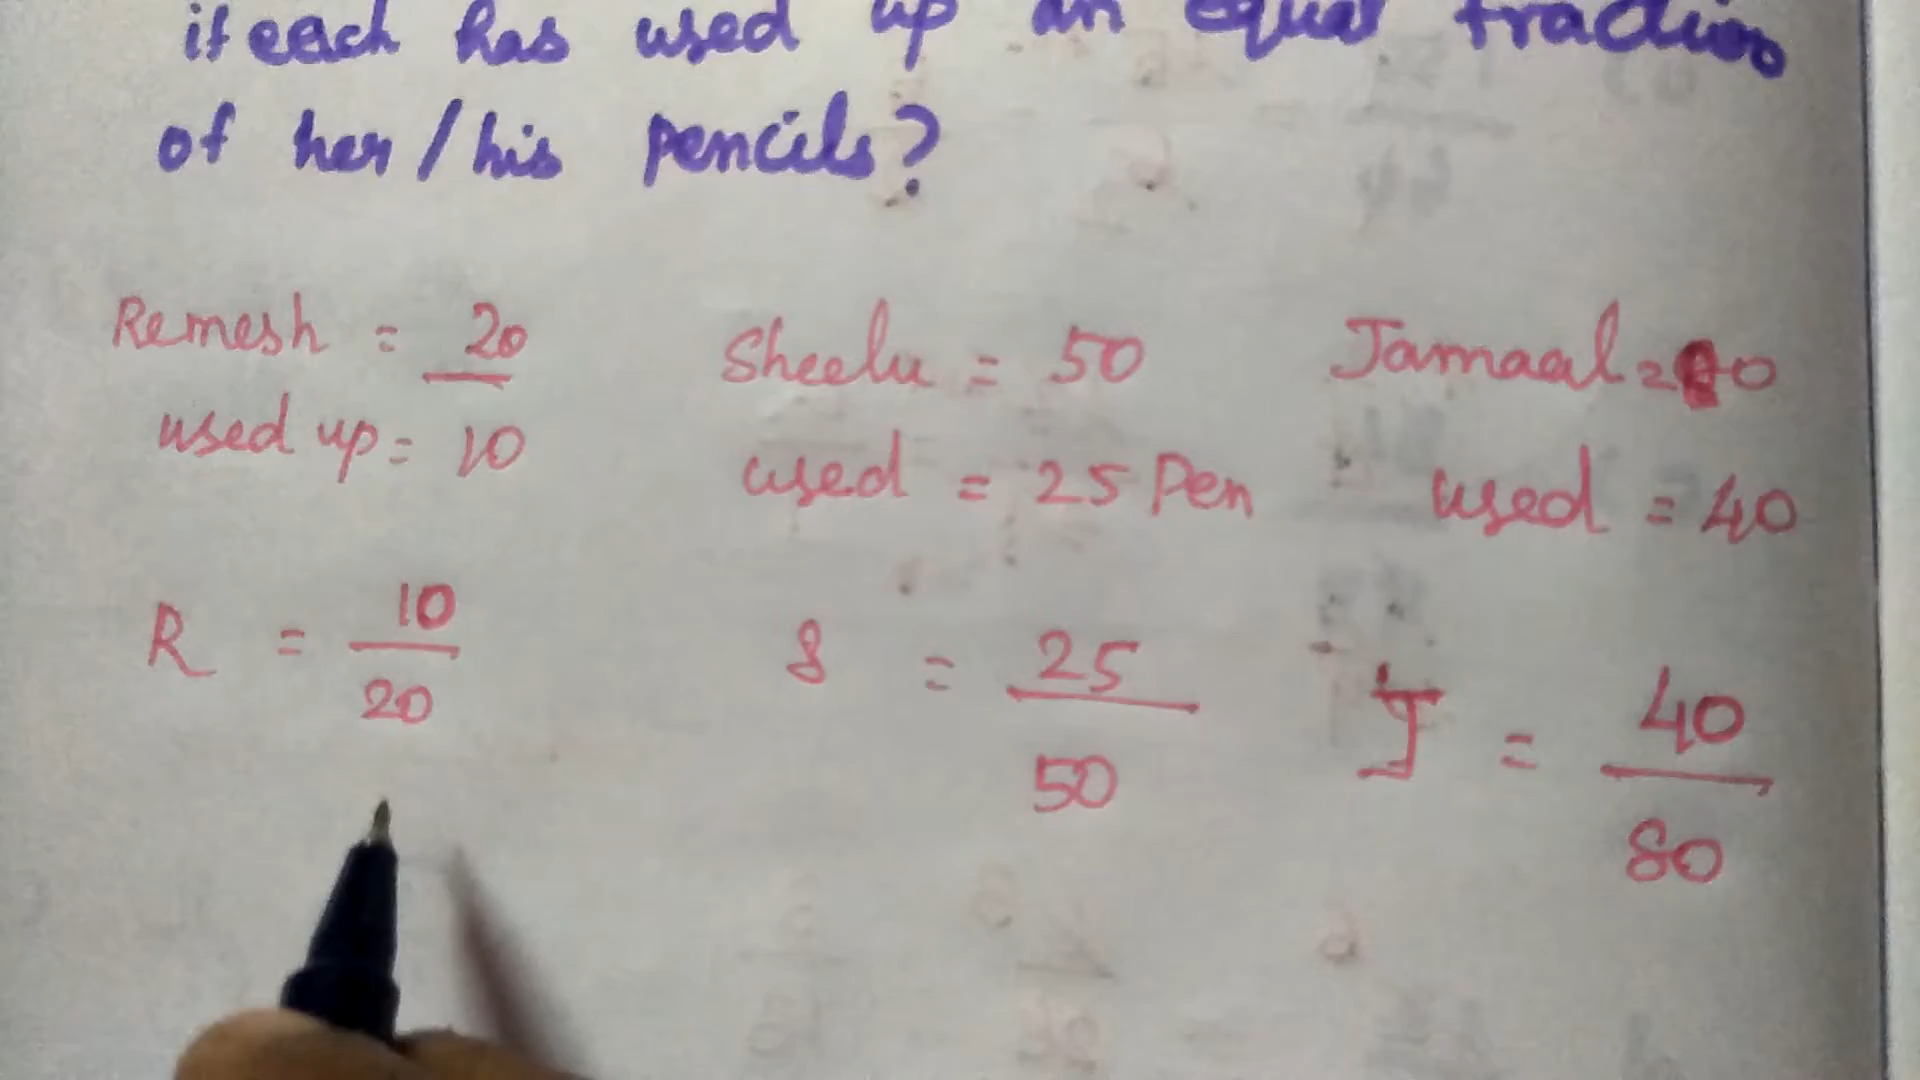 if each has used up an equal fraction
of her/his pencils?
Remesh = 20 Sheelu = 50 Jamaal = 80
used up = 10 used = 25 Pen used = 40
R = 10/20 S = 25/50 J = 40/80